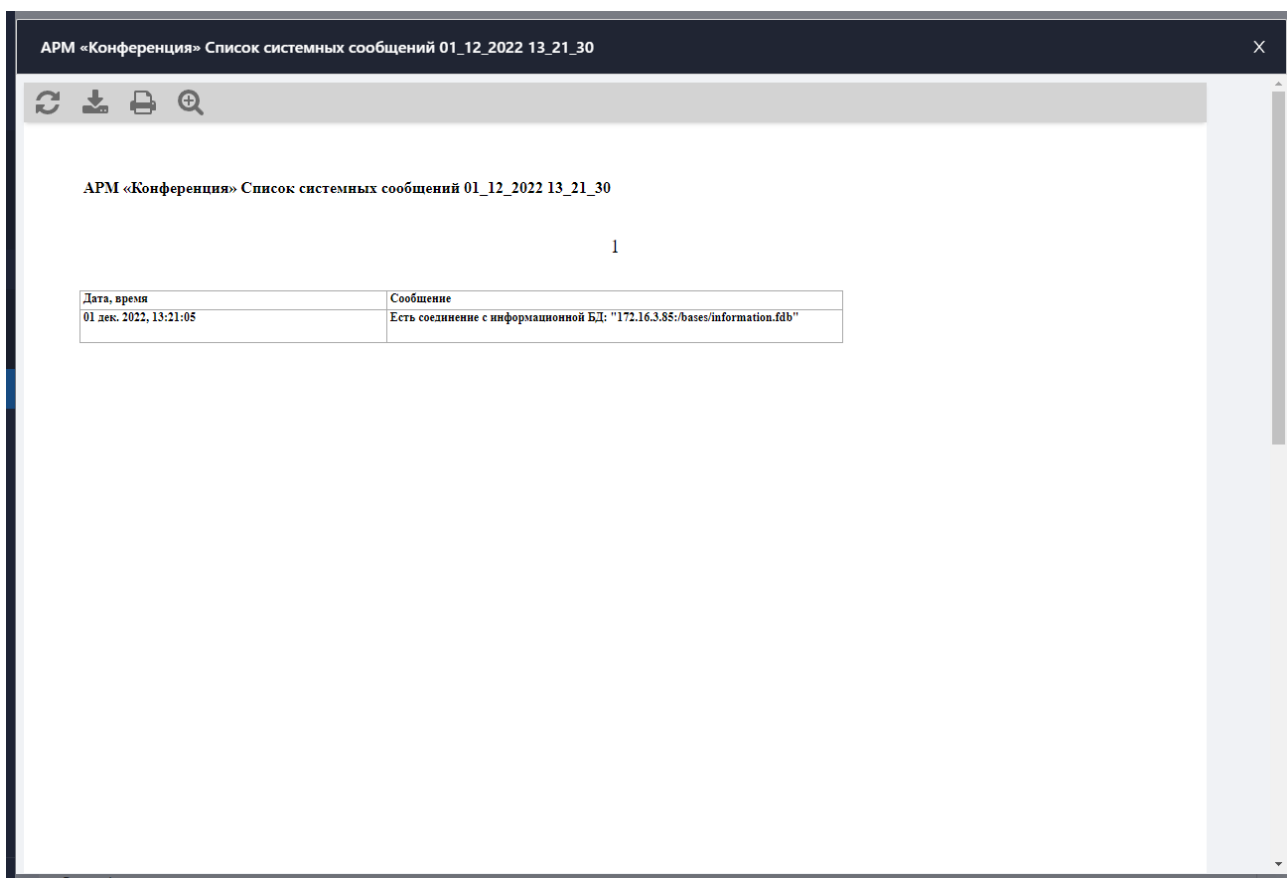 АРМ «Конференция» Список системных сообщений 01_12_2022 13_21_30 X
АРМ «Конференция» Список системных сообщений 01_12_2022 13_21_30
1
Дата, время Сообщение
01 дек. 2022, 13:21:05 Есть соединение с информационной БД: "172.16.3.85:/bases/information.fdb"